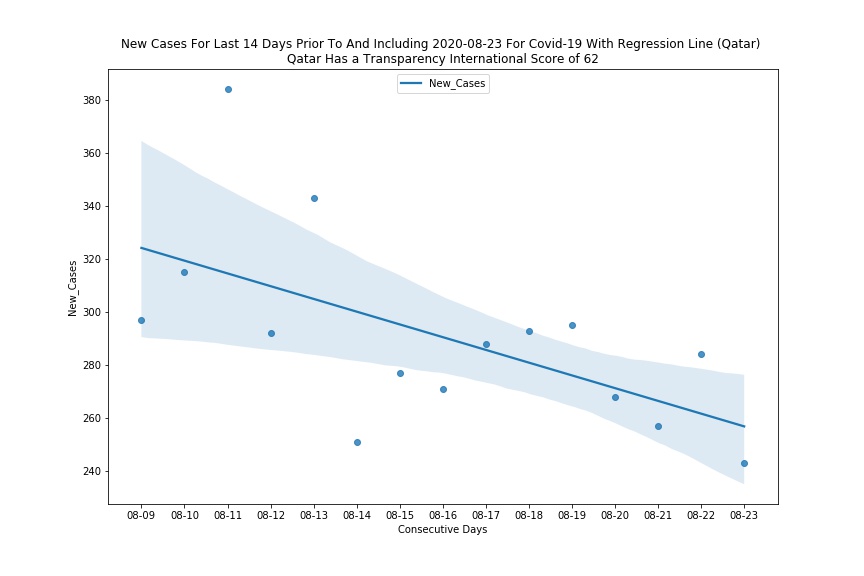 New Cases For Last 14 Days Prior To And Including 2020-08-23 For Covid-19 With Regression Line (Qatar)
Qatar Has a Transparency International Score of 62
New_Cases
380
360
340
320
300
280
260
240
New_Cases
08-09 08-10 08-11 08-12 08-13 08-14 08-15 08-16 08-17 08-18 08-19 08-20 08-21 08-22 08-23
Consecutive Days